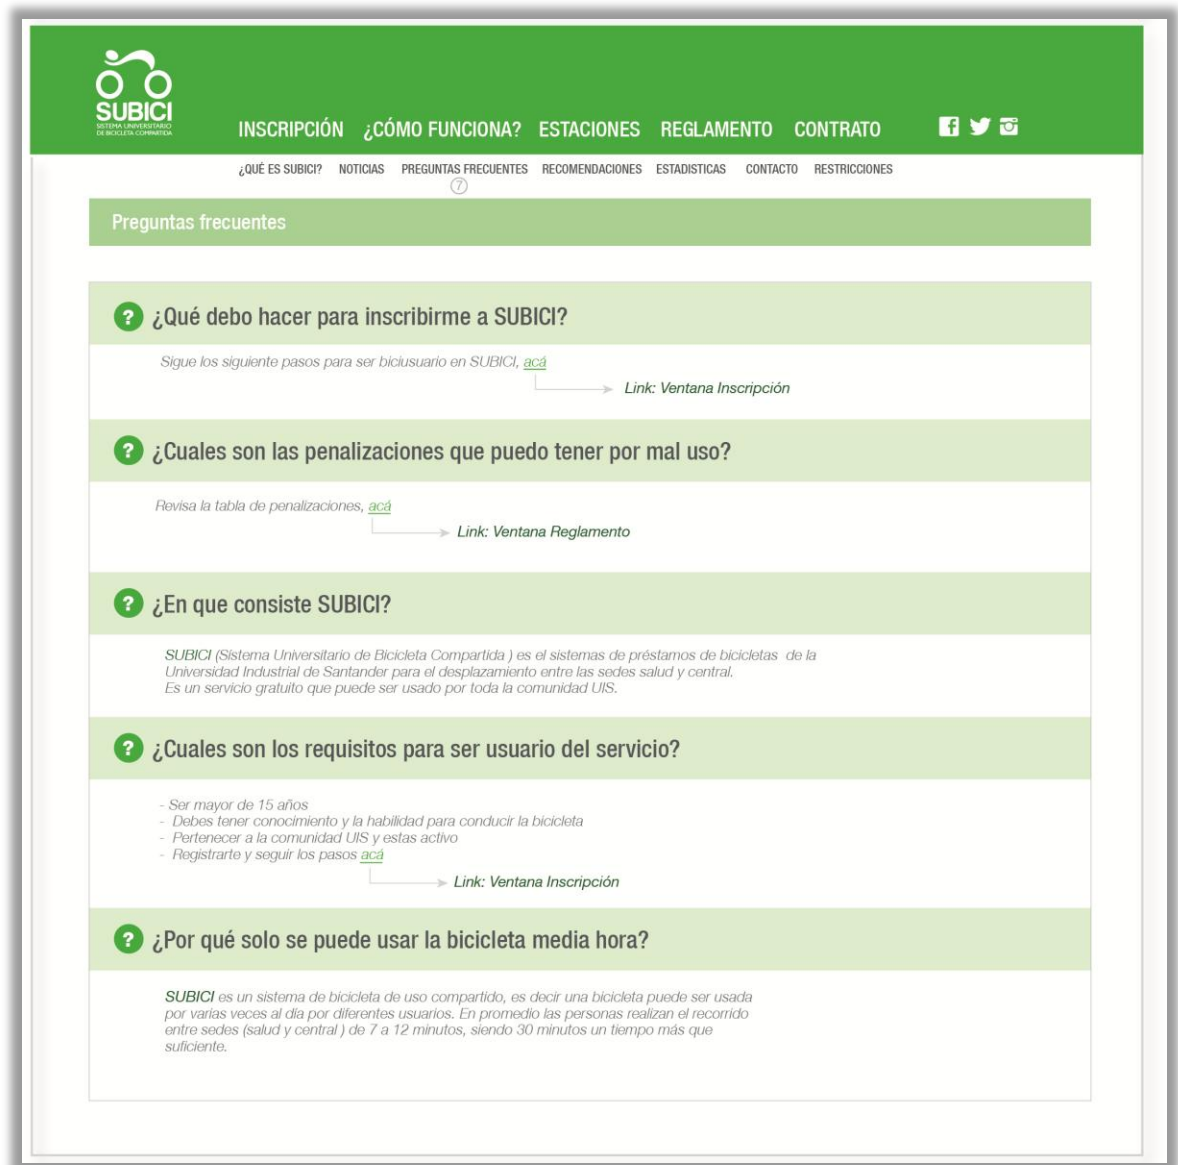 SUBICI
SISTEMA UNIVERSITARIO
DE BICICLETA COMPARTIDA
INSCRIPCIÓN ¿CÓMO FUNCIONA? ESTACIONES REGLAMENTO CONTRATO
¿QUÉ ES SUBICI? NOTICIAS PREGUNTAS FRECUENTES RECOMENDACIONES ESTADISTICAS CONTACTO RESTRICCIONES
7
Preguntas frecuentes
? ¿Qué debo hacer para inscribirme a SUBICI?
Sigue los siguiente pasos para ser biciusuario en SUBICI, acá
Link: Ventana Inscripción
? ¿Cuales son las penalizaciones que puedo tener por mal uso?
Revisa la tabla de penalizaciones, acá
Link: Ventana Reglamento
? ¿En que consiste SUBICI?
SUBICI (Sistema Universitario de Bicicleta Compartida ) es el sistemas de préstamos de bicicletas de la
Universidad Industrial de Santander para el desplazamiento entre las sedes salud y central.
Es un servicio gratuito que puede ser usado por toda la comunidad UIS.
? ¿Cuales son los requisitos para ser usuario del servicio?
- Ser mayor de 15 años
- Debes tener conocimiento y la habilidad para conducir la bicicleta
- Pertenecer a la comunidad UIS y estas activo
- Registrarte y seguir los pasos acá
Link: Ventana Inscripción
? ¿Por qué solo se puede usar la bicicleta media hora?
SUBICI es un sistema de bicicleta de uso compartido, es decir una bicicleta puede ser usada
por varias veces al día por diferentes usuarios. En promedio las personas realizan el recorrido
entre sedes (salud y central ) de 7 a 12 minutos, siendo 30 minutos un tiempo más que
suficiente.